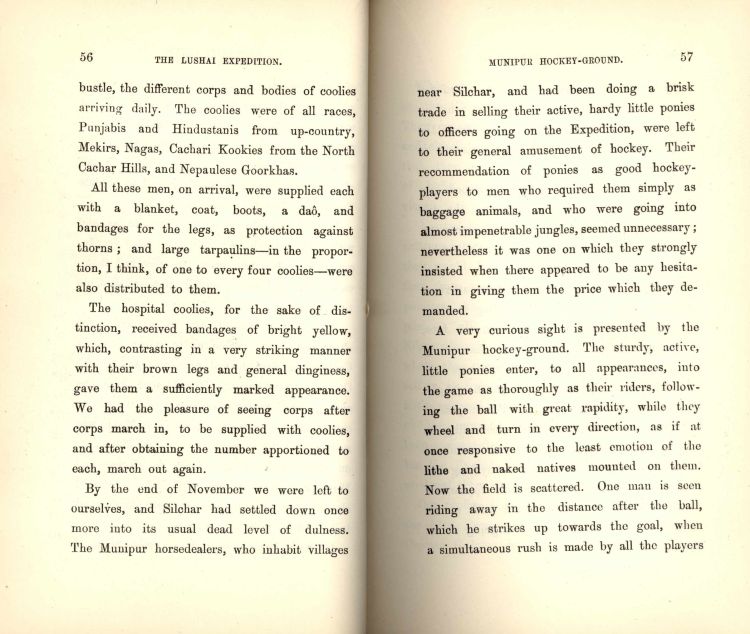 56
THE LUSHAI EXPEDITION.
bustle, the different corps and bodies of coolies
arriving daily. The coolies were of all races,
Punjabis and Hindustanis from up-country,
Mekirs, Nagas, Cachari Kookies from the North
Cachar Hills, and Nepaulese Goorkhas.
All these men, on arrival, were supplied each
with a blanket, coat, boots, a daô, and
bandages for the legs, as protection against
thorns ; and large tarpaulins—in the propor-
tion, I think, of one to every four coolies—were
also distributed to them.
The hospital coolies, for the sake of dis-
tinction, received bandages of bright yellow,
which, contrasting in a very striking manner
with their brown legs and general dinginess,
gave them a sufficiently marked appearance.
We had the pleasure of seeing corps after
corps march in, to be supplied with coolies,
and after obtaining the number apportioned to
each, march out again.
By the end of November we were left to
ourselves, and Silchar had settled down once
more into its usual dead level of dulness.
The Munipur horsedealers, who inhabit villages
MUNIPUR HOCKEY-GROUND.
57
near Silchar, and had been doing a brisk
trade in selling their active, hardy little ponies
to officers going on the Expedition, were left
to their general amusement of hockey. Their
recommendation of ponies as good hockey-
players to men who required them simply as
baggage animals, and who were going into
almost impenetrable jungles, seemed unnecessary ;
nevertheless it was one on which they strongly
insisted when there appeared to be any hesita-
tion in giving them the price which they de-
manded.
A very curious sight is presented by the
Munipur hockey-ground. The sturdy, active,
little ponies enter, to all appearances, into
the game as thoroughly as their riders, follow-
ing the ball with great rapidity, while they
wheel and turn in every direction, as if at
once responsive to the least emotion of the
lithe and naked natives mounted on them.
Now the field is scattered. One man is seen
riding away in the distance after the ball,
which he strikes up towards the goal, when
a simultaneous rush is made by all the players